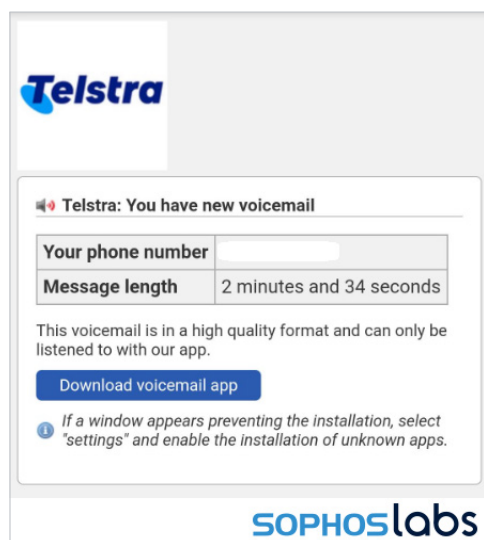 Telstra
Telstra: You have new voicemail
Your phone number
Message length 2 minutes and 34 seconds
This voicemail is in a high quality format and can only be
listened to with our app.
Download voicemail app
If a window appears preventing the installation, select
"settings" and enable the installation of unknown apps.
SOPHOSlabs